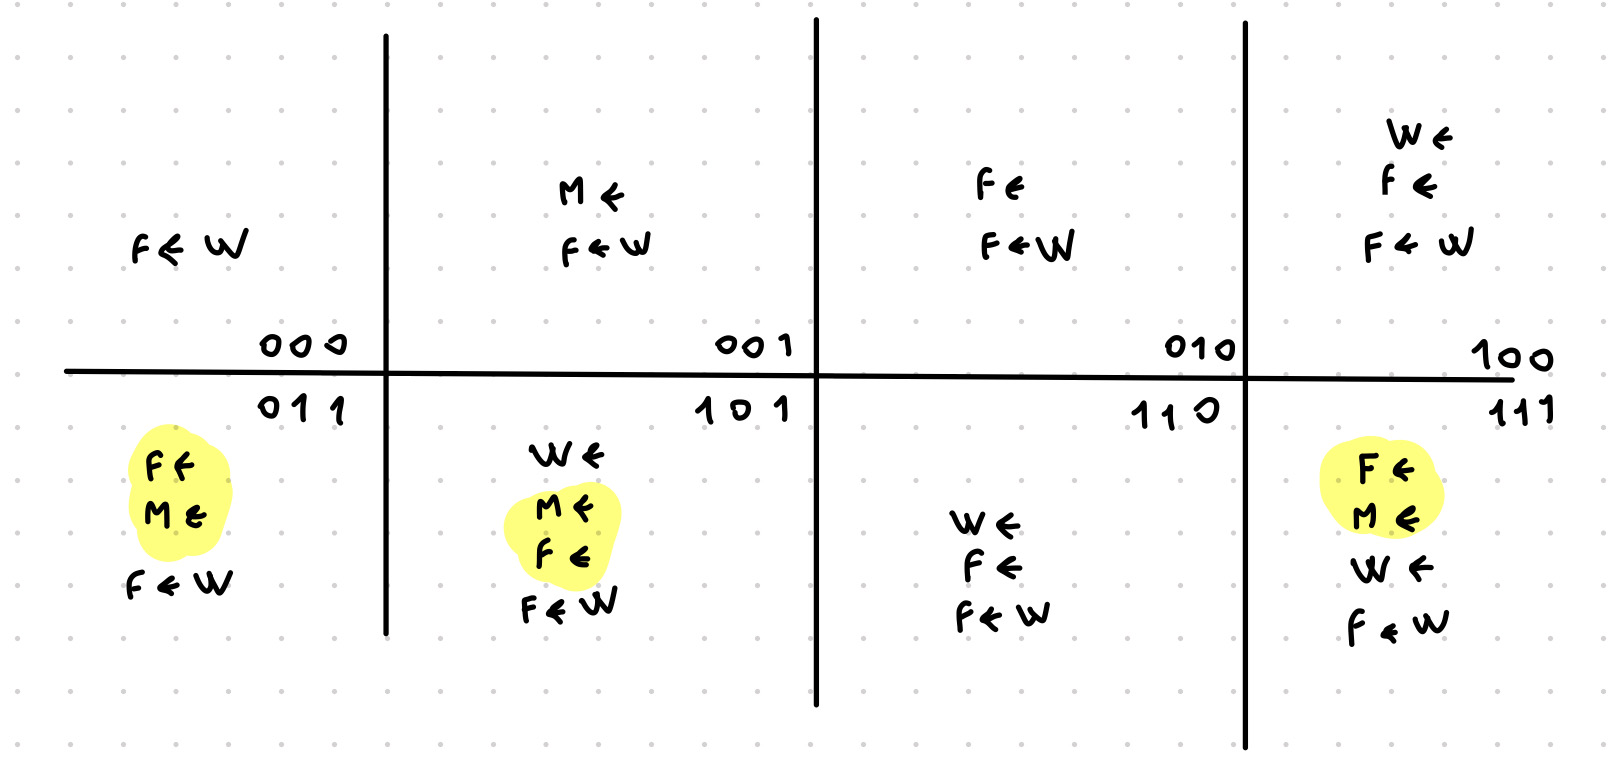 F ← W
000
M ←
F ← W
001
F ←
F ← W
010
W ←
F ←
F ← W
100
011
F ←
M ←
F ← W
101
W ←
M ←
F ←
F ← W
110
W ←
F ←
F ← W
111
F ←
M ←
W ←
F ← W